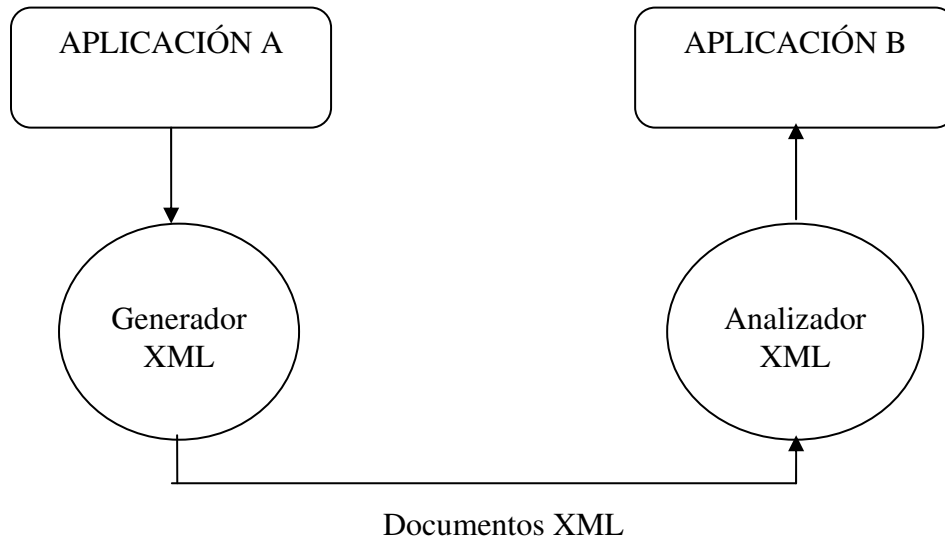 APLICACIÓN A
APLICACIÓN B
Generador
XML
Analizador
XML
Documentos XML